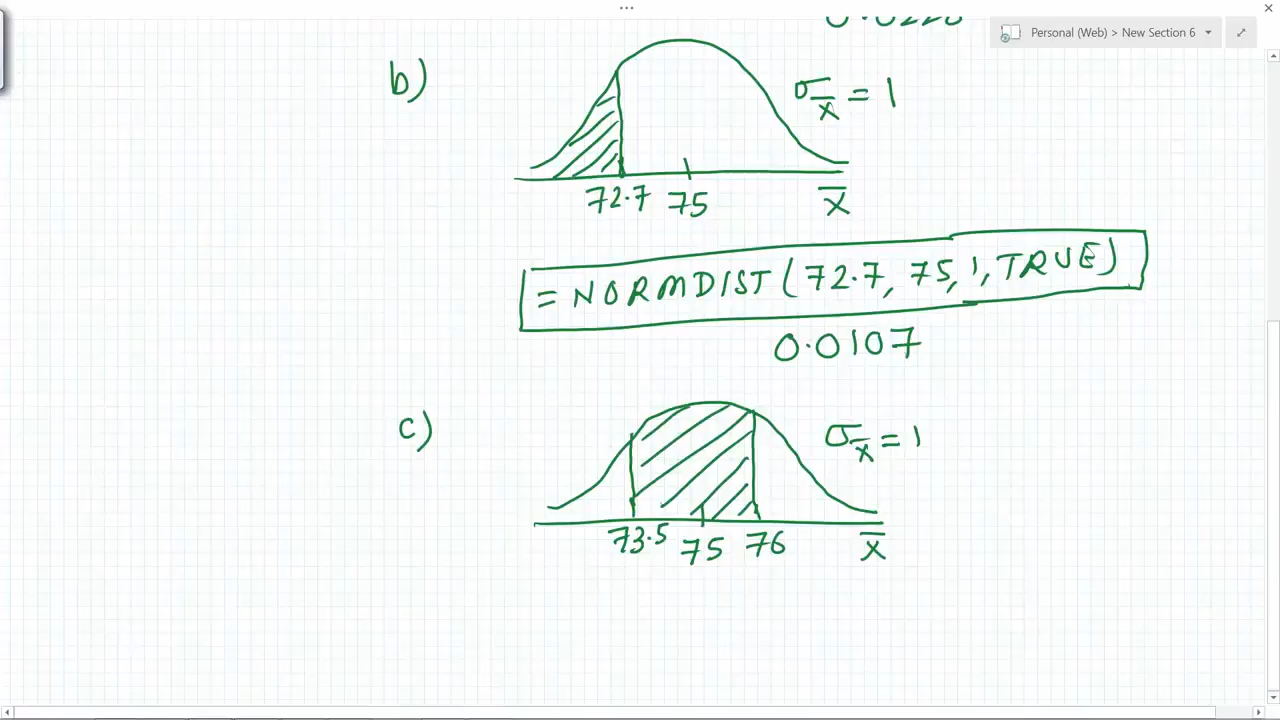 Personal (Web) > New Section 6
b)
σx̅ = 1
72.7 75 x̅
= NORMDIST(72.7, 75, 1, TRUE)
0.0107
c)
σx̅ = 1
73.5 75 76 x̅